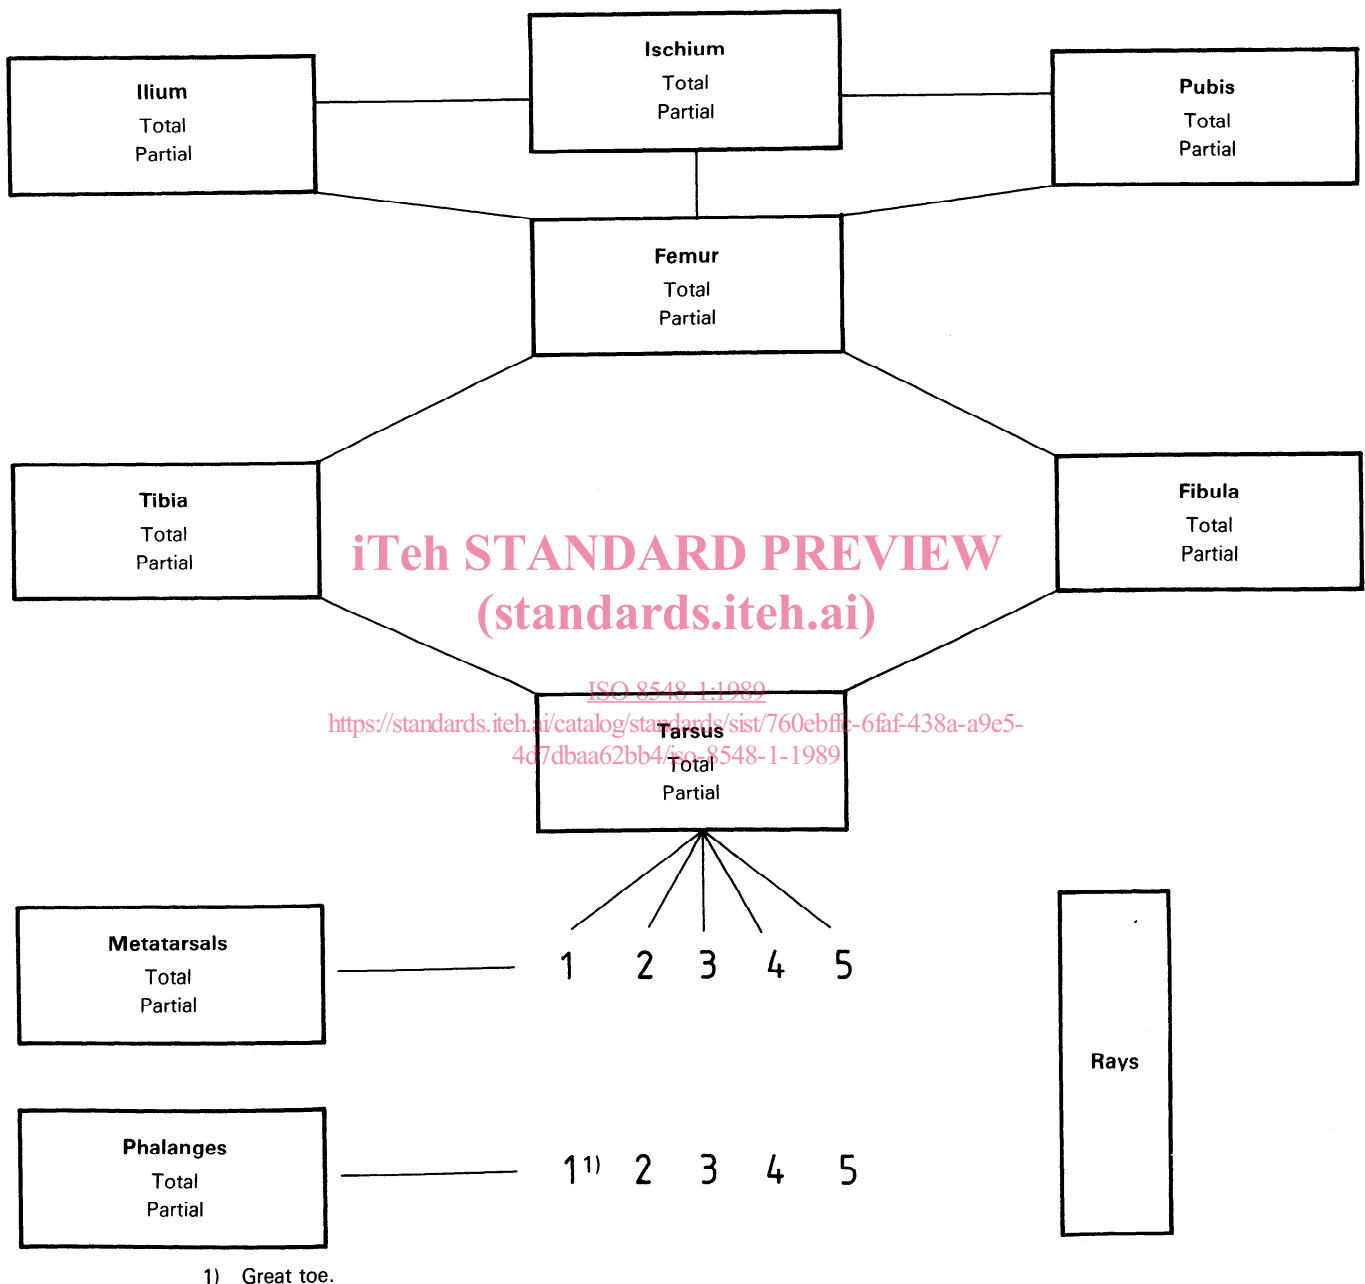 Ischium
Total
Partial
Ilium
Total
Partial
Pubis
Total
Partial
Femur
Total
Partial
Tibia
Total
Partial
Fibula
Total
Partial
iTeh STANDARD PREVIEW
(standards.iteh.ai)
ISO 8548-1:1989
https://standards.iteh.ai/catalog/standards/sist/760ebffc-6faf-438a-a9e5-
4d7dbaa62bb4/iso-8548-1-1989
Tarsus
Total
Partial
Metatarsals
Total
Partial
1 2 3 4 5
Rays
Phalanges
Total
Partial
1 1) 2 3 4 5
1) Great toe.